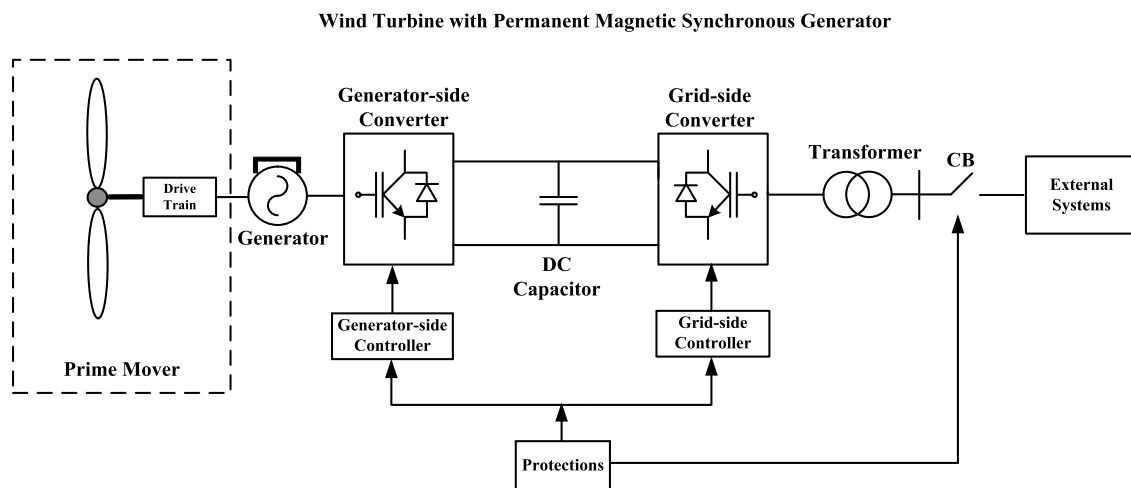 Wind Turbine with Permanent Magnetic Synchronous Generator
Generator-side
Converter
Grid-side
Converter
Transformer
CB
Drive
Train
External
Systems
Generator
DC
Capacitor
Generator-side
Controller
Grid-side
Controller
Prime Mover
Protections